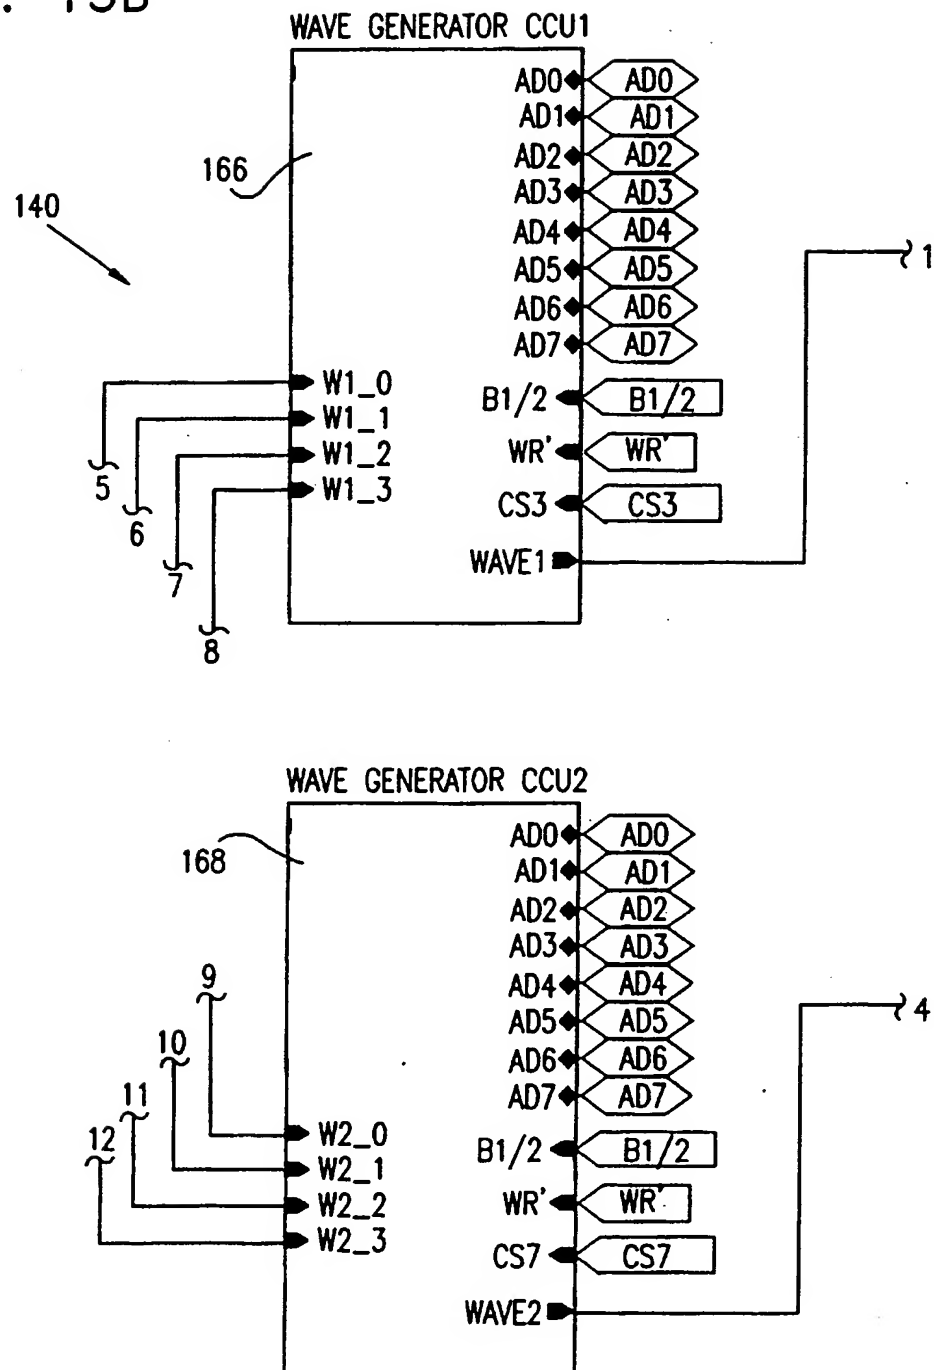 . 13B
WAVE GENERATOR CCU1
AD0 AD0
AD1 AD1
AD2 AD2
166
AD3 AD3
140
AD4 AD4
AD5 AD5
1
AD6 AD6
AD7 AD7
W1_0
B1/2 B1/2
W1_1
WR' WR'
W1_2
5
W1_3
CS3 CS3
6
WAVE1
7
8
WAVE GENERATOR CCU2
AD0 AD0
168
AD1 AD1
AD2 AD2
AD3 AD3
9
AD4 AD4
4
AD5 AD5
10
AD6 AD6
11
AD7 AD7
12
W2_0
B1/2 B1/2
W2_1
WR' WR'
W2_2
W2_3
CS7 CS7
WAVE2